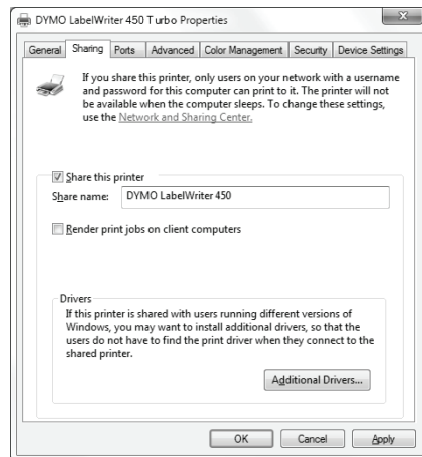 DYMO LabelWriter 450 Turbo Properties
General Sharing Ports Advanced Color Management Security Device Settings
If you share this printer, only users on your network with a username
and password for this computer can print to it. The printer will not
be available when the computer sleeps. To change these settings,
use the Network and Sharing Center.
Share this printer
Share name: DYMO LabelWriter 450
Render print jobs on client computers
Drivers
If this printer is shared with users running different versions of
Windows, you may want to install additional drivers, so that the
users do not have to find the print driver when they connect to the
shared printer.
Additional Drivers...
OK Cancel Apply